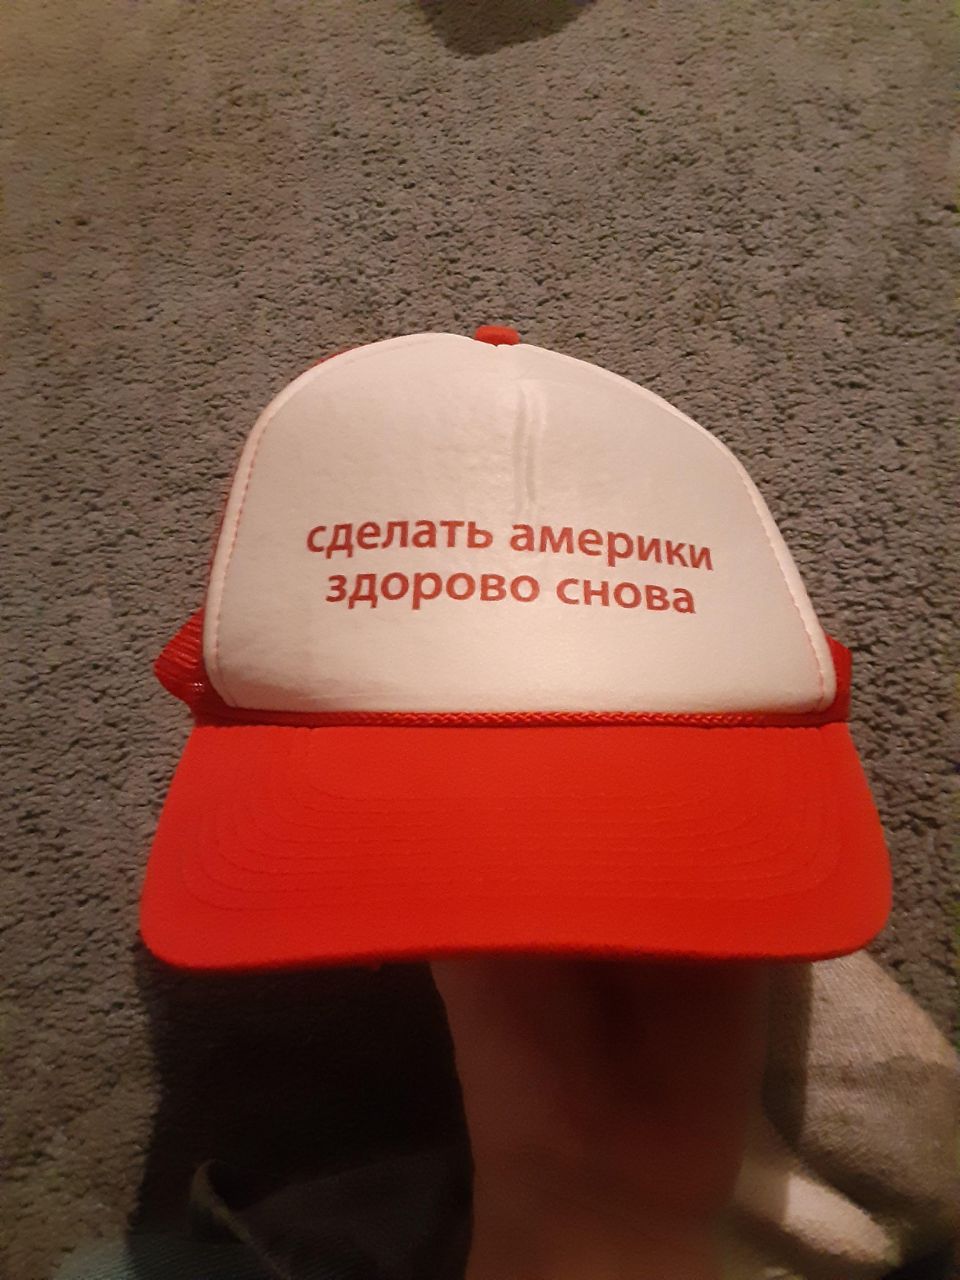 сделать америки
здорово снова